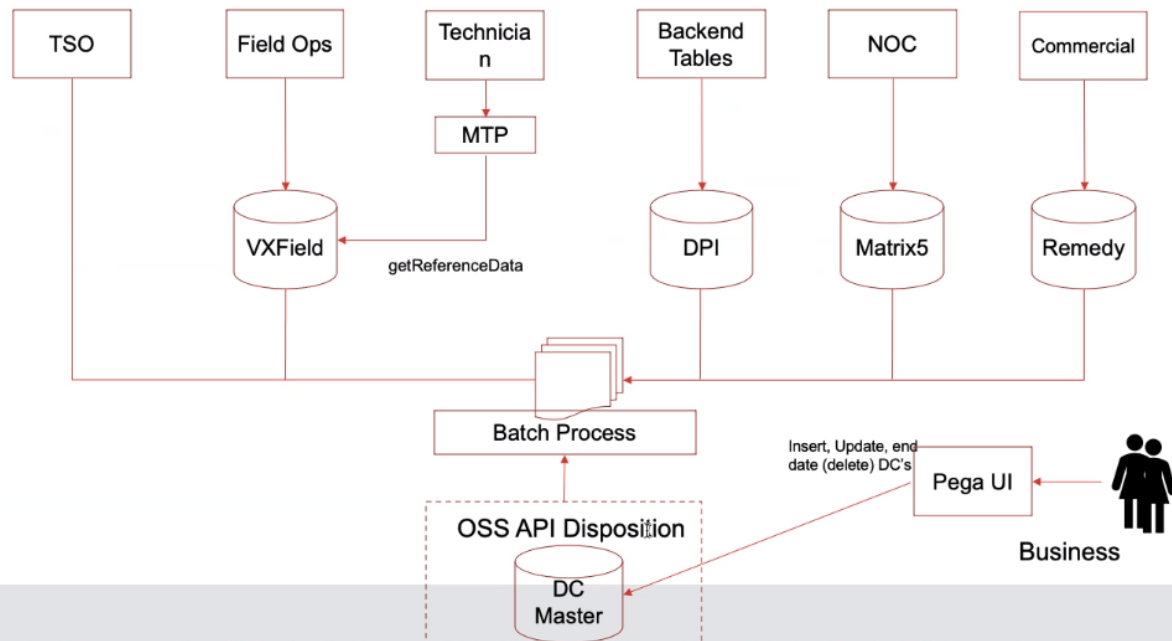 TSO
Field Ops
Technicia
n
Backend
Tables
NOC
Commercial
MTP
VXField
getReferenceData
DPI
Matrix5
Remedy
Batch Process
Insert, Update, end
date (delete) DC's
Pega UI
Business
OSS API Disposition
DC
Master